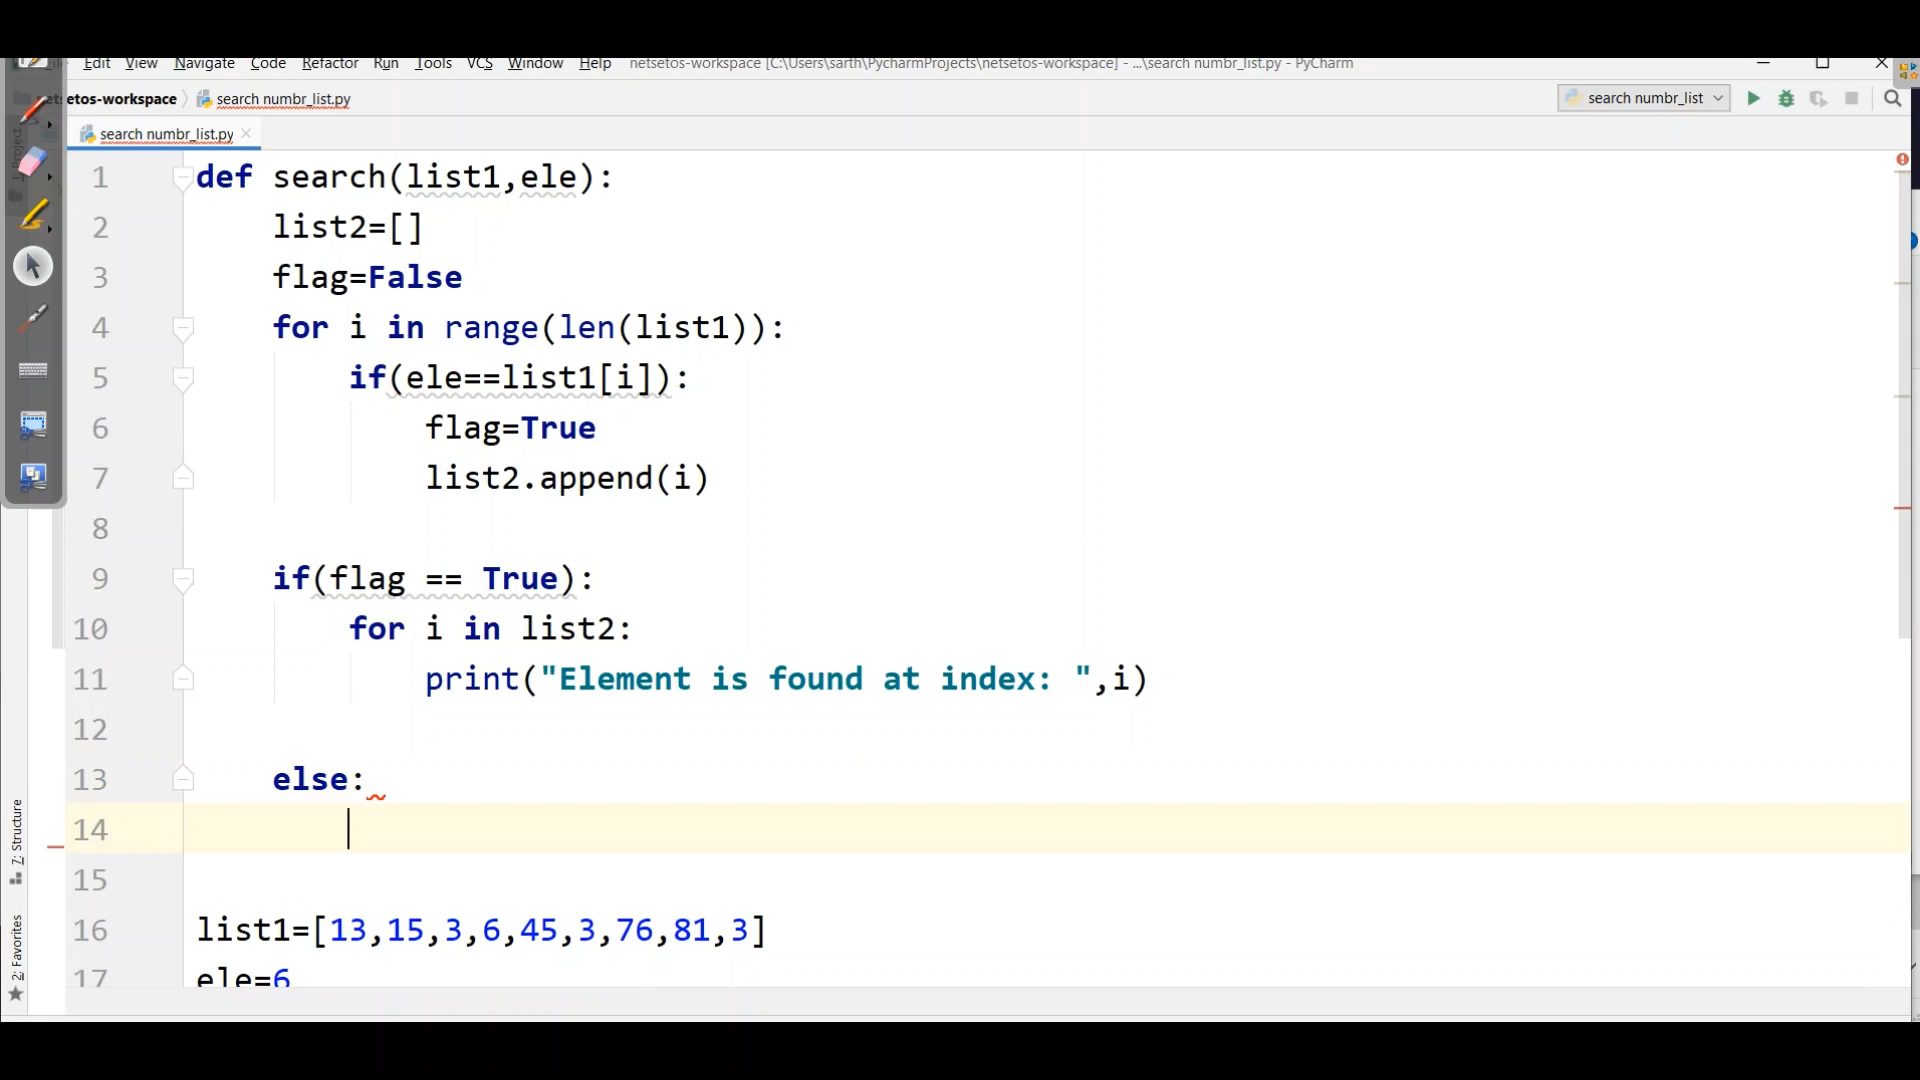 Edit View Navigate Code Refactor Run Tools VCS Window Help netsetos-workspace [C:\Users\sarth\PycharmProjects\netsetos-workspace] - ...\search numbr_list.py - PyCharm
etos-workspace search numbr_list.py search numbr_list
search numbr_list.py
1 def search(list1,ele):
2 list2=[]
3 flag=False
4 for i in range(len(list1)):
5 if(ele==list1[i]):
6 flag=True
7 list2.append(i)
8
9 if(flag == True):
10 for i in list2:
11 print("Element is found at index: ",i)
12
13 else:
14
15
16 list1=[13,15,3,6,45,3,76,81,3]
17 ele=6
7: Structure
2: Favorites